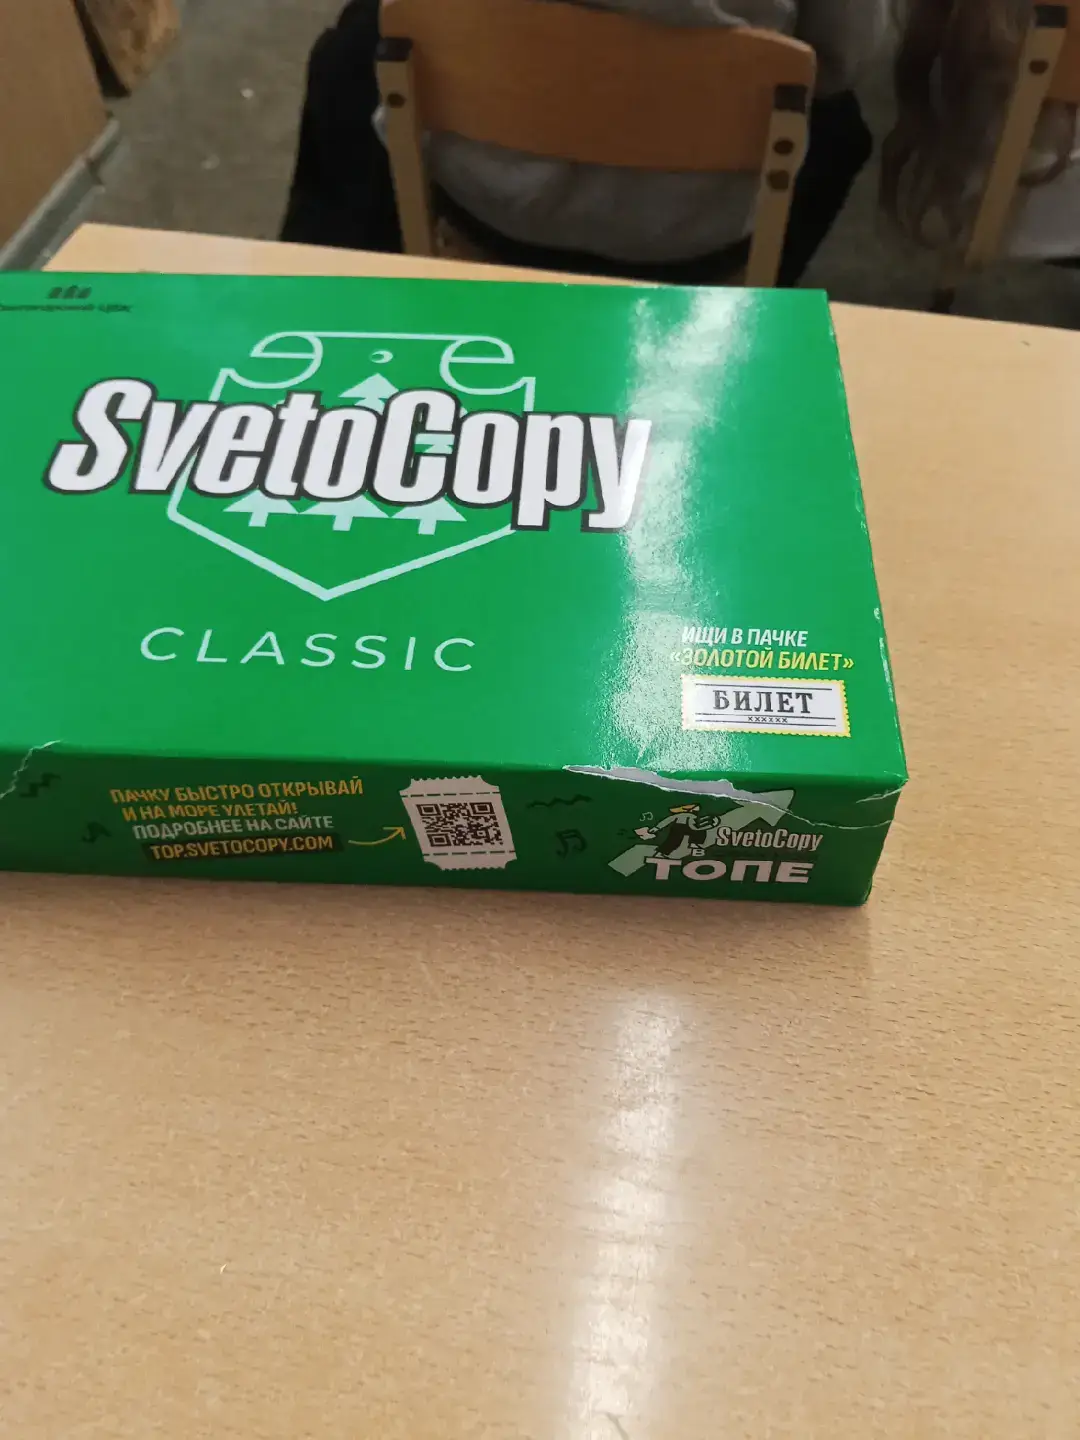 SvetoCopy
CLASSIC
ИЩИ В ПАЧКЕ
«ЗОЛОТОЙ БИЛЕТ»
БИЛЕТ
xxxxxx
ПАЧКУ БЫСТРО ОТКРЫВАЙ
И НА МОРЕ УЛЕТАЙ!
ПОДРОБНЕЕ НА САЙТЕ
TOP.SVETOCOPY.COM
SvetoCopy
В
ТОПЕ